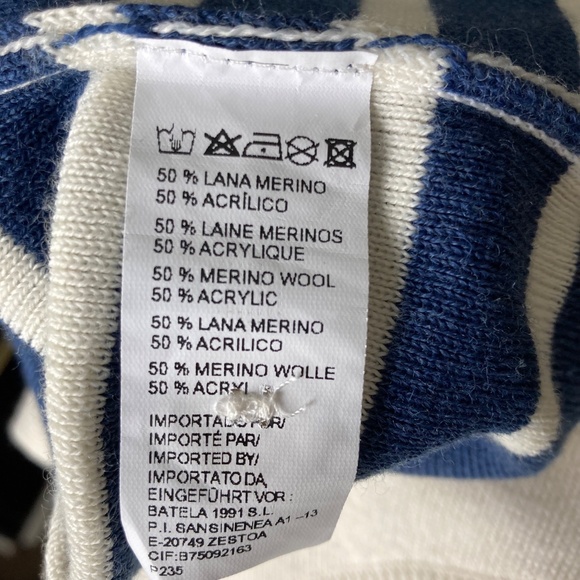 50 % LANA MERINO
50 % ACRÍLICO
50 % LAINE MERINOS
50 % ACRYLIQUE
50 % MERINO WOOL
50 % ACRYLIC
50 % LANA MERINO
50 % ACRILICO
50 % MERINO WOLLE
50 %
IMPORTADO POR/
IMPORTÉ PAR/
IMPORTED BY/
IMPORTATO DA,
EINGEFÜHRT VOR :
BATELA 1991 S.L.
P.I. SANSINENEA A1 -13
E-20749 ZESTOA
CIF:B75092163
P235